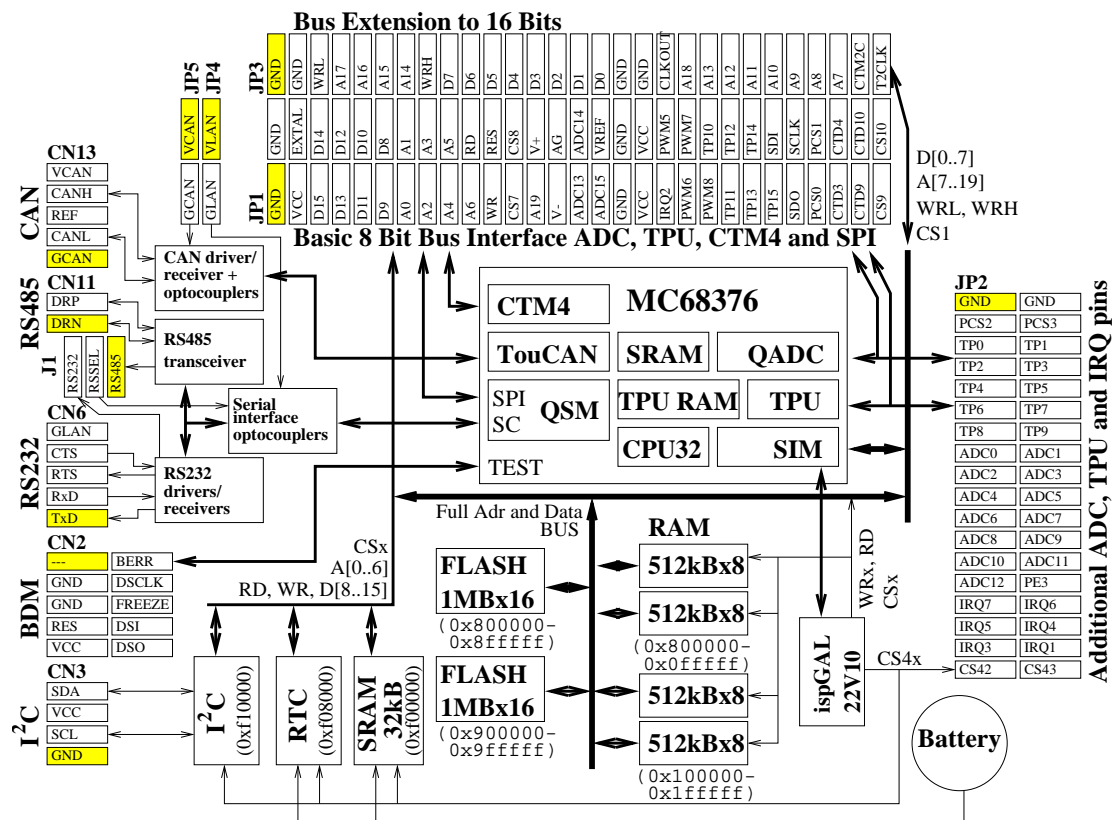 Bus Extension to 16 Bits
JP3
GND GND WRL A17 A16 A15 A14 WRH D7 D6 D5 D4 D3 D2 D1 D0 GND GND CLKOUT A18 A13 A12 A11 A10 A9 A8 A7 CTM2C T2CLK
GND EXTAL D14 D12 D10 D8 A1 A3 A5 RD RES CS8 V+ AG ADC14 VREF GND VCC PWM5 PWM7 TP10 TP12 TP14 SDI SCLK PCS1 CTD4 CTD10 CS10
JP1
GND VCC D15 D13 D11 D9 A0 A2 A4 A6 WR CS7 A19 V- ADC13 ADC15 GND VCC IRQ2 PWM6 PWM8 TP11 TP13 TP15 SDO PCS0 CTD3 CTD9 CS9
Basic 8 Bit Bus Interface ADC, TPU, CTM4 and SPI
JP5 JP4
VCAN VLAN
GCAN GLAN
D[0..7]
A[7..19]
WRL, WRH
CS1
CN13
CAN
VCAN
CANH
REF
CANL
GCAN
CAN driver/
receiver +
optocouplers
CN11
RS485
DRP
DRN
RS485
transceiver
J1
RS232
RSSEL
RS485
Serial
interface
optocouplers
CN6
RS232
GLAN
CTS
RTS
RxD
TxD
RS232
drivers/
receivers
MC68376
CTM4
TouCAN
SRAM
QADC
SPI
SC
QSM
TPU RAM
TPU
CPU32
SIM
TEST
JP2
GND GND
PCS2 PCS3
TP0 TP1
TP2 TP3
TP4 TP5
TP6 TP7
TP8 TP9
ADC0 ADC1
ADC2 ADC3
ADC4 ADC5
ADC6 ADC7
ADC8 ADC9
ADC10 ADC11
ADC12 PE3
IRQ7 IRQ6
IRQ5 IRQ4
IRQ3 IRQ1
CS42 CS43
Additional ADC, TPU and IRQ pins
CN2
BDM
--- BERR
GND DSCLK
GND FREEZE
RES DSI
VCC DSO
CSx
A[0..6]
RD, WR, D[8..15]
Full Adr and Data
BUS
FLASH
1MBx16
(0x800000-
0x8fffff)
FLASH
1MBx16
(0x900000-
0x9fffff)
RAM
512kBx8
512kBx8
(0x800000-
0x0fffff)
512kBx8
512kBx8
(0x100000-
0x1fffff)
WRx, RD
CSx
ispGAL
22V10
CS4x
CN3
I²C
SDA
VCC
SCL
GND
I²C
(0xf10000)
RTC
(0xf08000)
SRAM
32kB
(0xf00000)
Battery